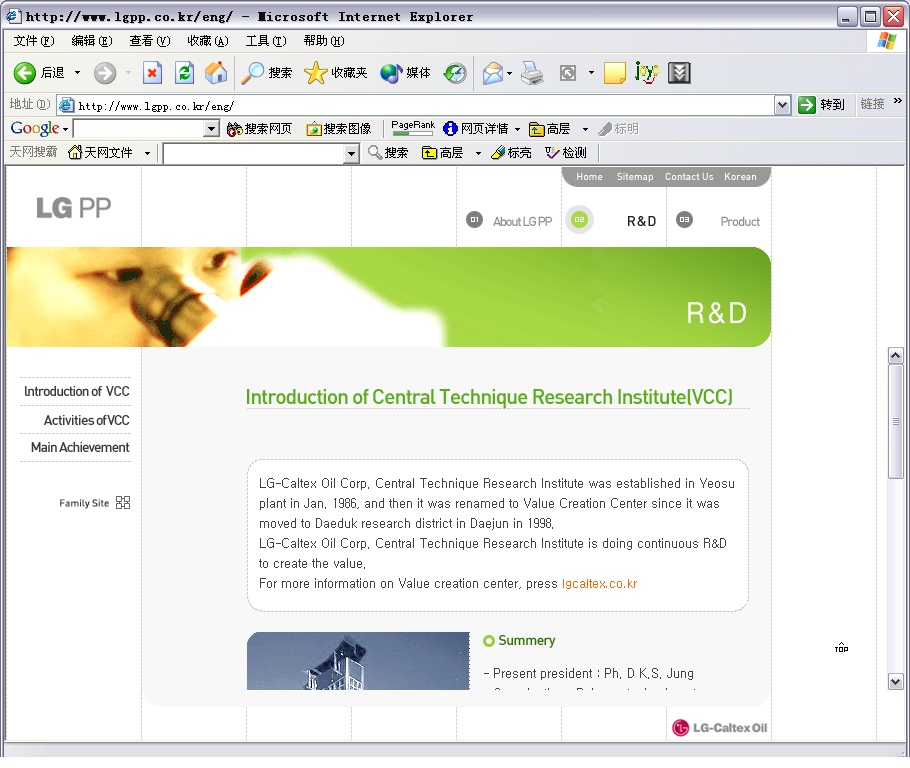 http://www.lgpp.co.kr/eng/ - Microsoft Internet Explorer
文件(F) 编辑(E) 查看(V) 收藏(A) 工具(T) 帮助(H)
后退 搜索 收藏夹 媒体
地址(D) http://www.lgpp.co.kr/eng/ 转到 链接 »
Google 搜索网页 搜索图像 PageRank 网页详情 高层 标明
天网搜霸 天网文件 搜索 高层 标亮 检测
Home Sitemap Contact Us Korean
LG PP
01 About LG PP 02 R&D 03 Product
R&D
Introduction of VCC
Activities of VCC
Main Achievement
Family Site
Introduction of Central Technique Research Institute(VCC)
LG-Caltex Oil Corp. Central Technique Research Institute was established in Yeosu
plant in Jan. 1986, and then it was renamed to Value Creation Center since it was
moved to Daeduk research district in Daejun in 1998.
LG-Caltex Oil Corp. Central Technique Research Institute is doing continuous R&D
to create the value.
For more information on Value creation center, press lgcaltex.co.kr
Summery
- Present president : Ph. D K.S. Jung
TOP
LG-Caltex Oil